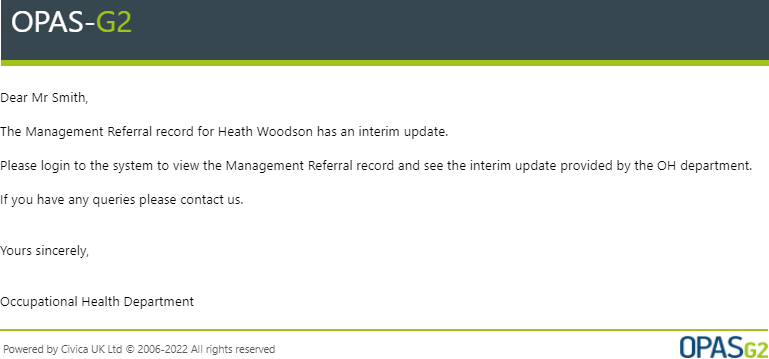 OPAS-G2
Dear Mr Smith,
The Management Referral record for Heath Woodson has an interim update.
Please login to the system to view the Management Referral record and see the interim update provided by the OH department.
If you have any queries please contact us.
Yours sincerely,
Occupational Health Department
Powered by Civica UK Ltd © 2006-2022 All rights reserved
OPASG2